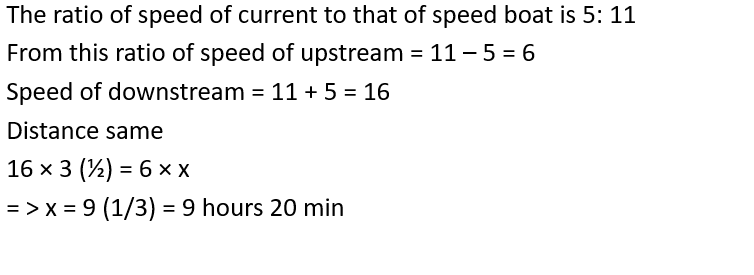 The ratio of speed of current to that of speed boat is 5: 11
From this ratio of speed of upstream = 11 – 5 = 6
Speed of downstream = 11 + 5 = 16
Distance same
16 × 3 (½) = 6 × x
= > x = 9 (1/3) = 9 hours 20 min